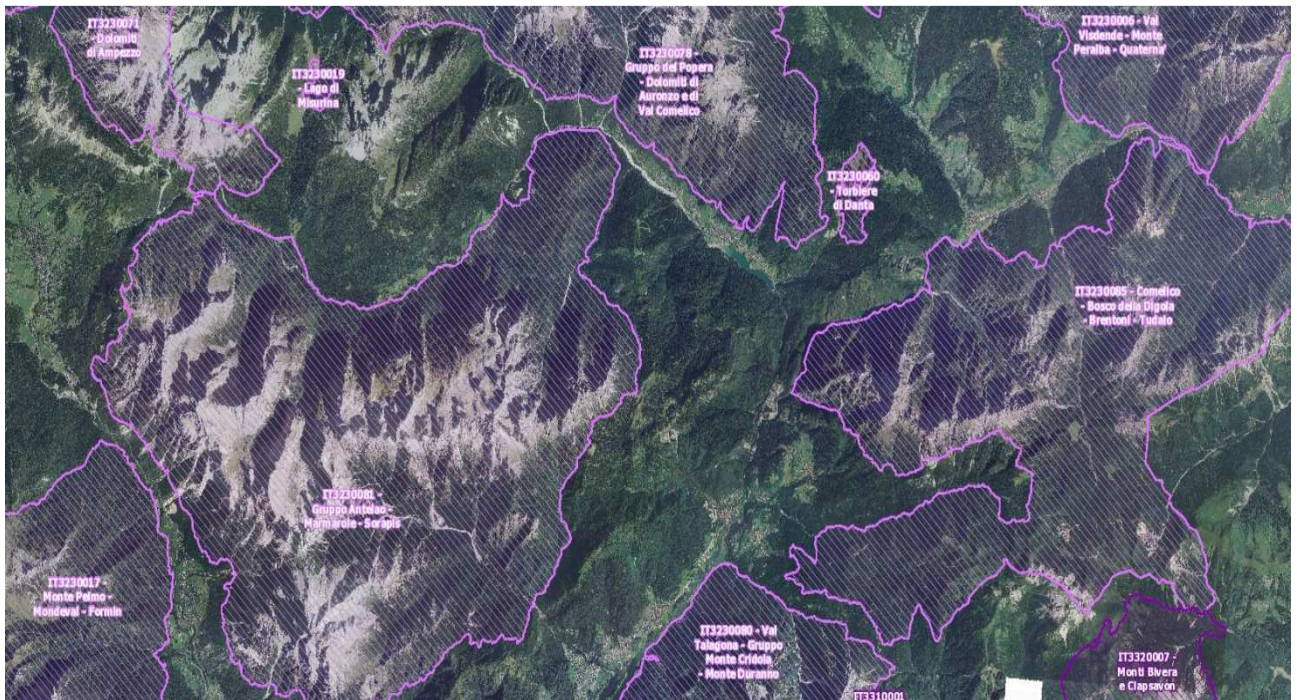 IT3230071
- Dolomiti
di Ampezzo
IT3230019
- Lago di
Misurina
IT3230078 -
Gruppo del Popera
- Dolomiti di
Auronzo e di
Val Comelico
IT3230006 - Val
Visdende - Monte
Peralba - Quaterna'
IT3230060
- Torbiere
di Danta
IT3230085 - Comelico
- Bosco della Digola
- Brentoni - Tudaio
IT3230081 -
Gruppo Antelao -
Marmarole - Sorapis
IT3230017 -
Monte Pelmo -
Mondeval - Formin
IT3230080 - Val
Talagona - Gruppo
Monte Cridola
- Monte Duranno
IT3320007 -
Monti Bivera
e Clapsavon
IT3310001